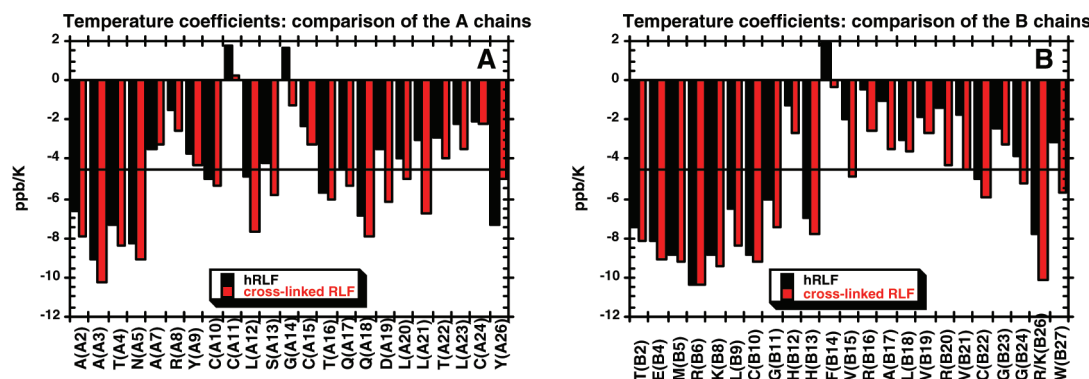 Temperature coefficients: comparison of the A chains
A
ppb/K
2
0
-2
-4
-6
-8
-10
-12
hRLF
cross-linked RLF
A(A2)
A(A3)
T(A4)
N(A5)
A(A7)
R(A8)
Y(A9)
C(A10)
C(A11)
L(A12)
S(A13)
G(A14)
C(A15)
T(A16)
Q(A17)
Q(A18)
D(A19)
L(A20)
L(A21)
T(A22)
L(A23)
C(A24)
Y(A26)
Temperature coefficients: comparison of the B chains
B
ppb/K
2
0
-2
-4
-6
-8
-10
-12
hRLF
cross-linked RLF
T(B2)
E(B4)
M(B5)
R(B6)
K(B8)
L(B9)
C(B10)
G(B11)
H(B12)
H(B13)
F(B14)
V(B15)
R(B16)
A(B17)
L(B18)
V(B19)
R(B20)
V(B21)
C(B22)
G(B23)
G(B24)
R/K(B26)
W(B27)